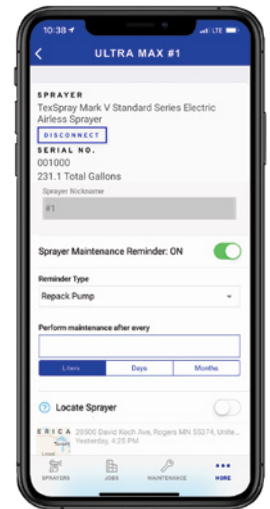 10:38
LTE
ULTRA MAX #1
SPRAYER
TexSpray Mark V Standard Series Electric
Airless Sprayer
DISCONNECT
SERIAL NO.
001000
231.1 Total Gallons
Sprayer Nickname
#1
Sprayer Maintenance Reminder: ON
Reminder Type
Repack Pump
Perform maintenance after every
Liters Days Months
Locate Sprayer
ERICA 20500 David Koch Ave, Rogers MN 55374, Unite...
Yesterday, 4:25 PM
SPRAYERS JOBS MAINTENANCE MORE